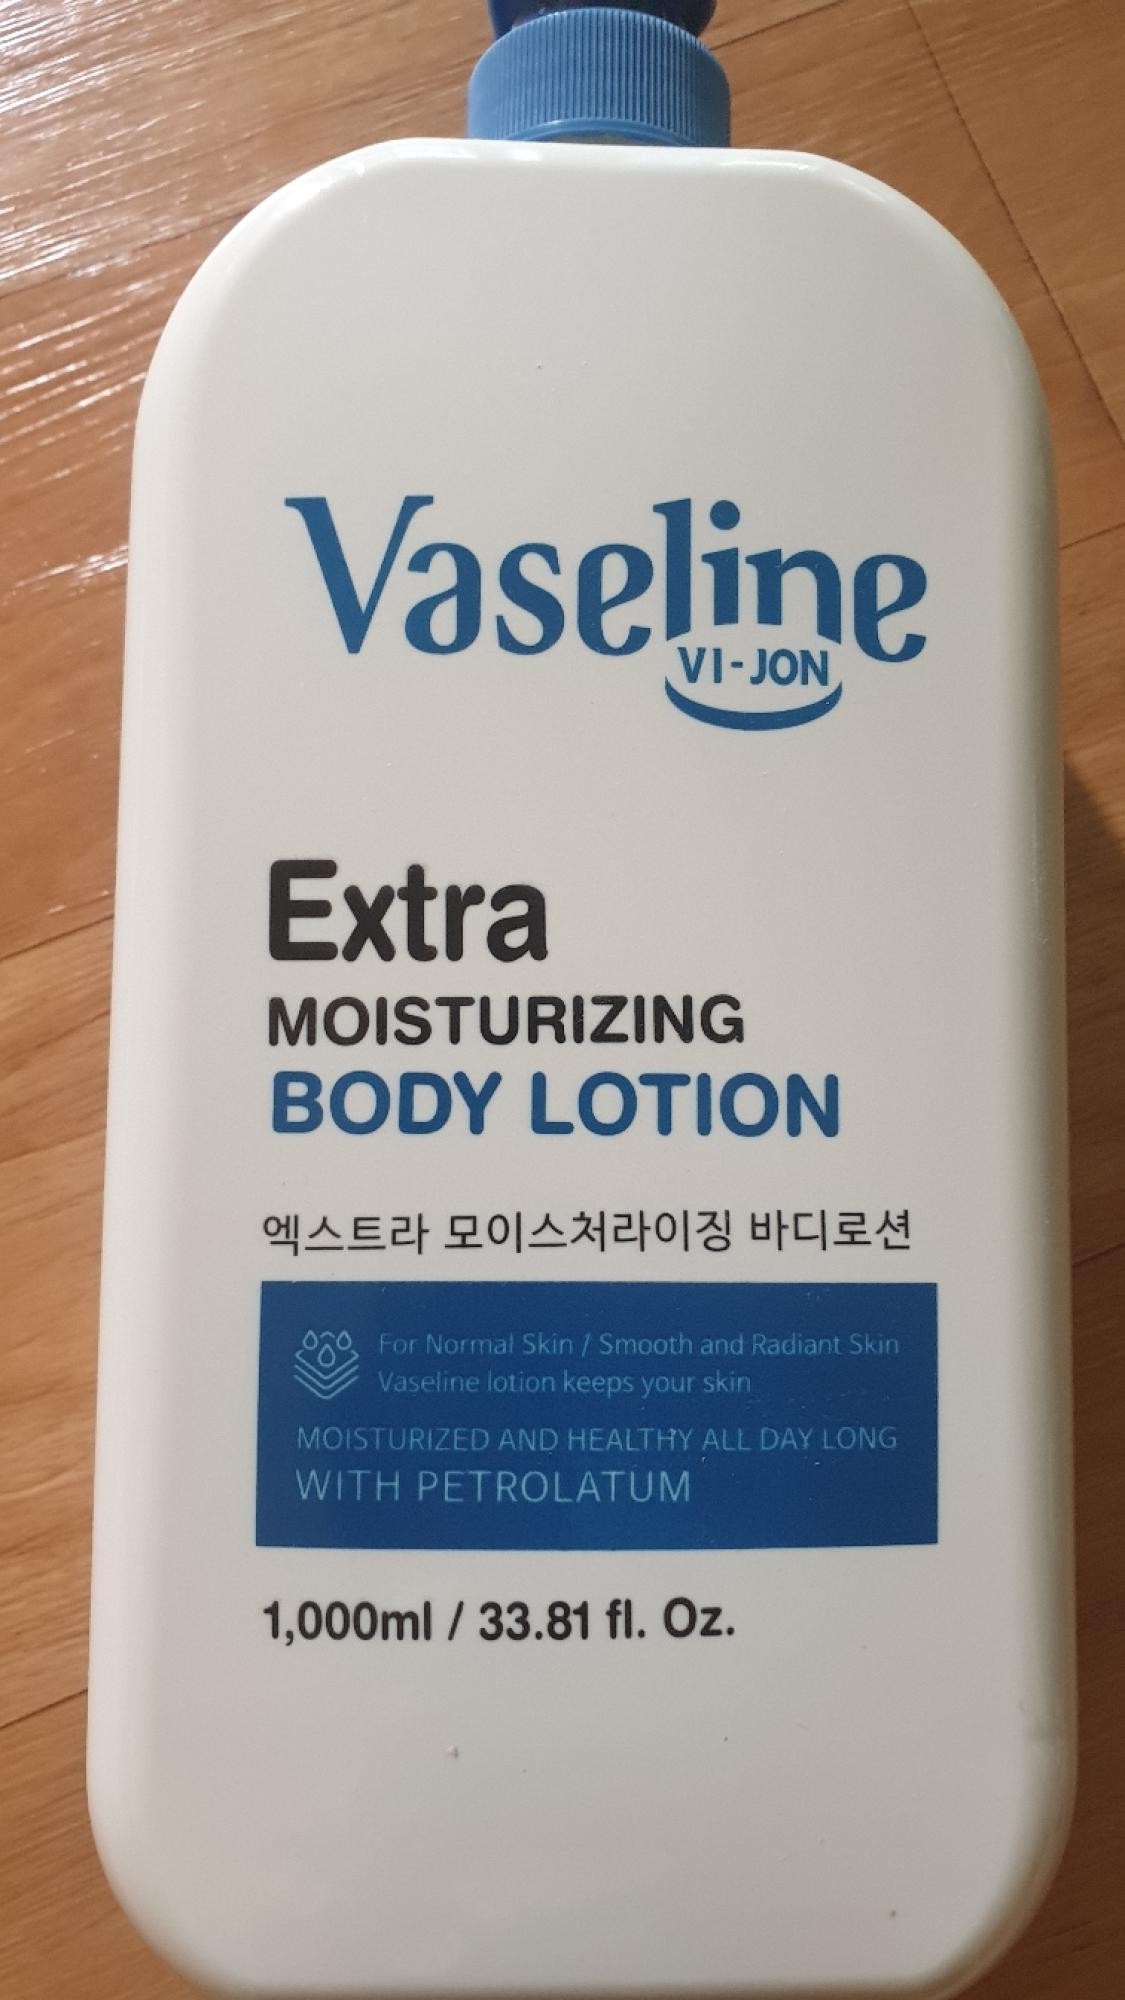 Vaseline
VI-JON
Extra
MOISTURIZING
BODY LOTION
엑스트라 모이스처라이징 바디로션
For Normal Skin / Smooth and Radiant Skin
Vaseline lotion keeps your skin
MOISTURIZED AND HEALTHY ALL DAY LONG
WITH PETROLATUM
1,000ml / 33.81 fl. Oz.